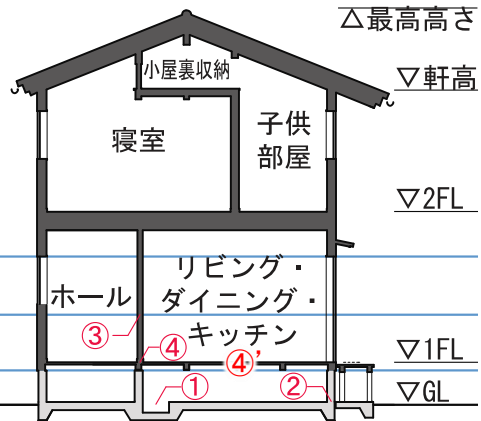 △最高高さ
小屋裏収納
▽軒高
寝室
子供
部屋
▽2FL
リビング・
ダイニング・
キッチン
ホール
③
④
④’
▽1FL
①
②
▽GL